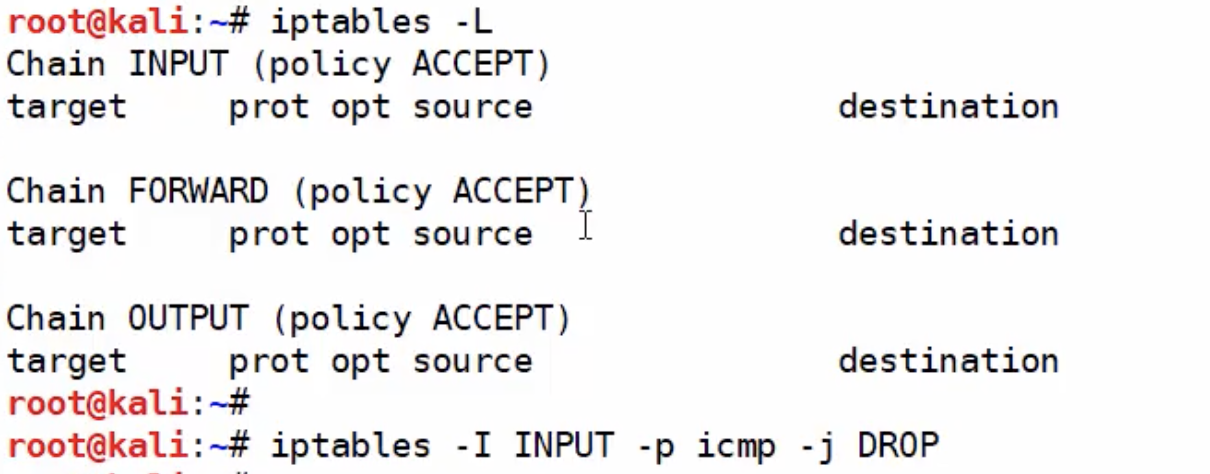 root@kali:~# iptables -L
Chain INPUT (policy ACCEPT)
target     prot opt source               destination
Chain FORWARD (policy ACCEPT)
target     prot opt source               destination
Chain OUTPUT (policy ACCEPT)
target     prot opt source               destination
root@kali:~#
root@kali:~# iptables -I INPUT -p icmp -j DROP